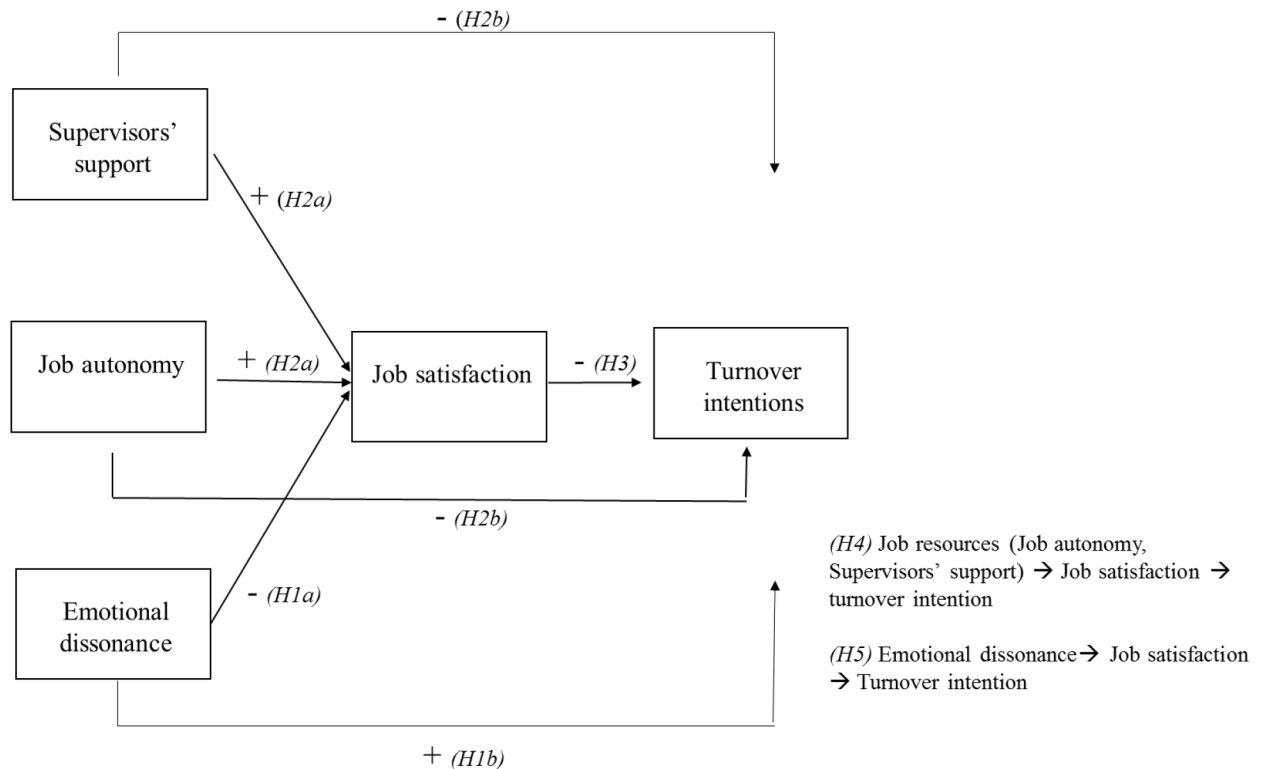 - (H2b)
Supervisors’
support
+ (H2a)
Job autonomy
+ (H2a)
Job satisfaction
- (H3)
Turnover
intentions
- (H2b)
Emotional
dissonance
- (H1a)
+ (H1b)
(H4) Job resources (Job autonomy,
Supervisors’ support) → Job satisfaction →
turnover intention
(H5) Emotional dissonance→ Job satisfaction
→ Turnover intention